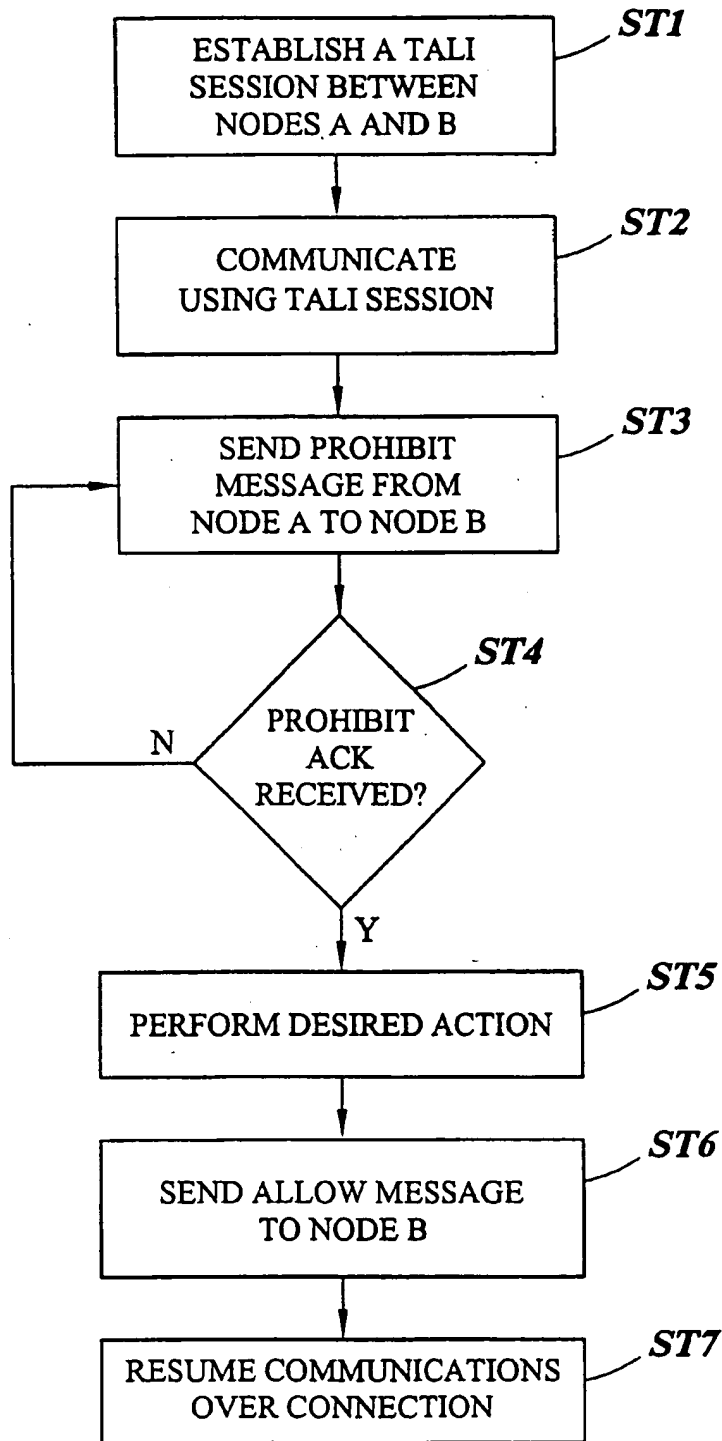 ST1
ESTABLISH A TALI
SESSION BETWEEN
NODES A AND B
ST2
COMMUNICATE
USING TALI SESSION
ST3
SEND PROHIBIT
MESSAGE FROM
NODE A TO NODE B
ST4
PROHIBIT
ACK
RECEIVED?
N
Y
ST5
PERFORM DESIRED ACTION
ST6
SEND ALLOW MESSAGE
TO NODE B
ST7
RESUME COMMUNICATIONS
OVER CONNECTION